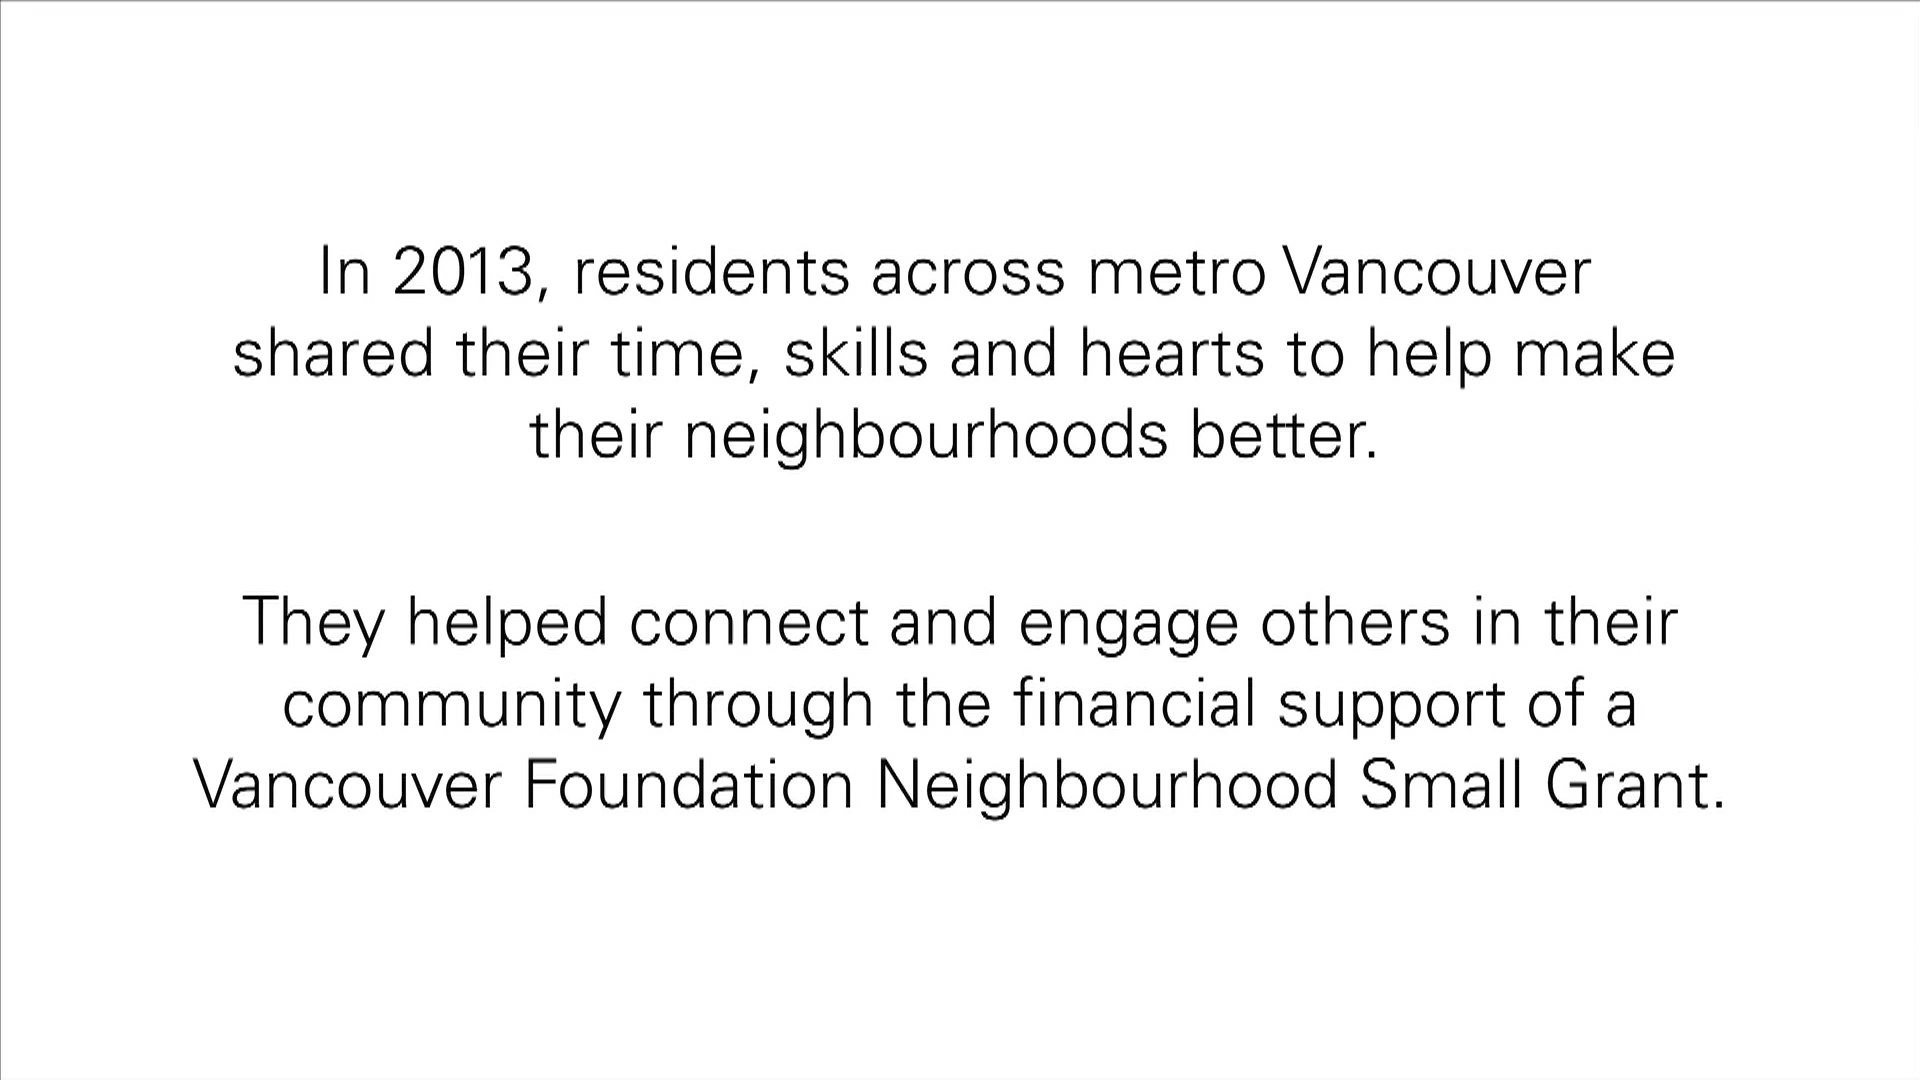 In 2013, residents across metro Vancouver
shared their time, skills and hearts to help make
their neighbourhoods better.
They helped connect and engage others in their
community through the financial support of a
Vancouver Foundation Neighbourhood Small Grant.